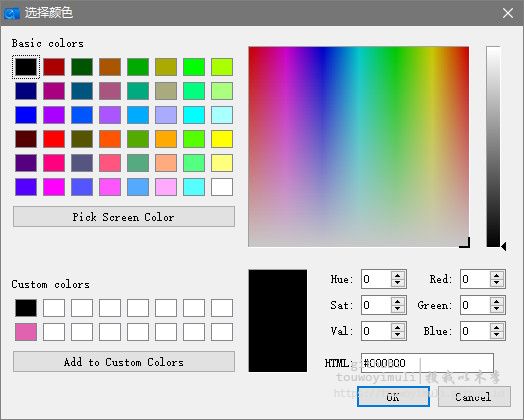 选择颜色
Basic colors
Pick Screen Color
Custom colors
Add to Custom Colors
Hue: 0 Red: 0
Sat: 0 Green: 0
Val: 0 Blue: 0
HTML: #000000
touwoyimuli|投我以木李
OK Cancel